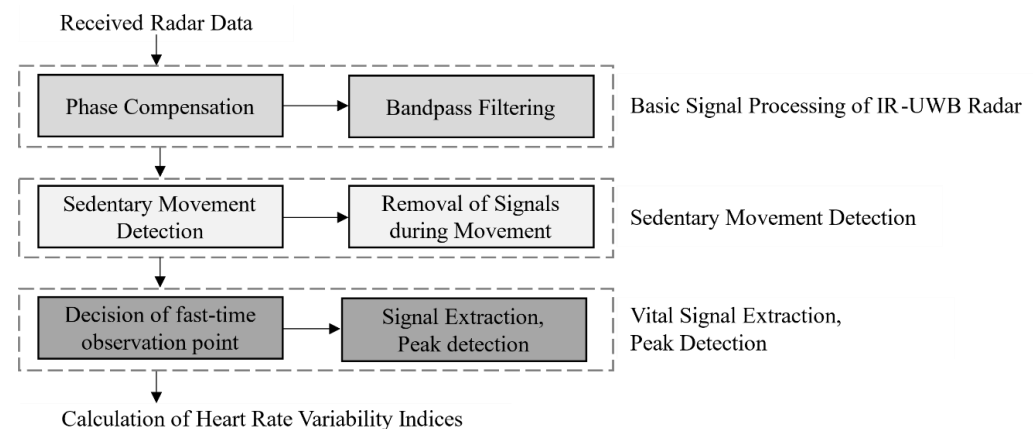 Received Radar Data
Phase Compensation
Bandpass Filtering
Basic Signal Processing of IR-UWB Radar
Sedentary Movement
Detection
Removal of Signals
during Movement
Sedentary Movement Detection
Decision of fast-time
observation point
Signal Extraction,
Peak detection
Vital Signal Extraction,
Peak Detection
Calculation of Heart Rate Variability Indices